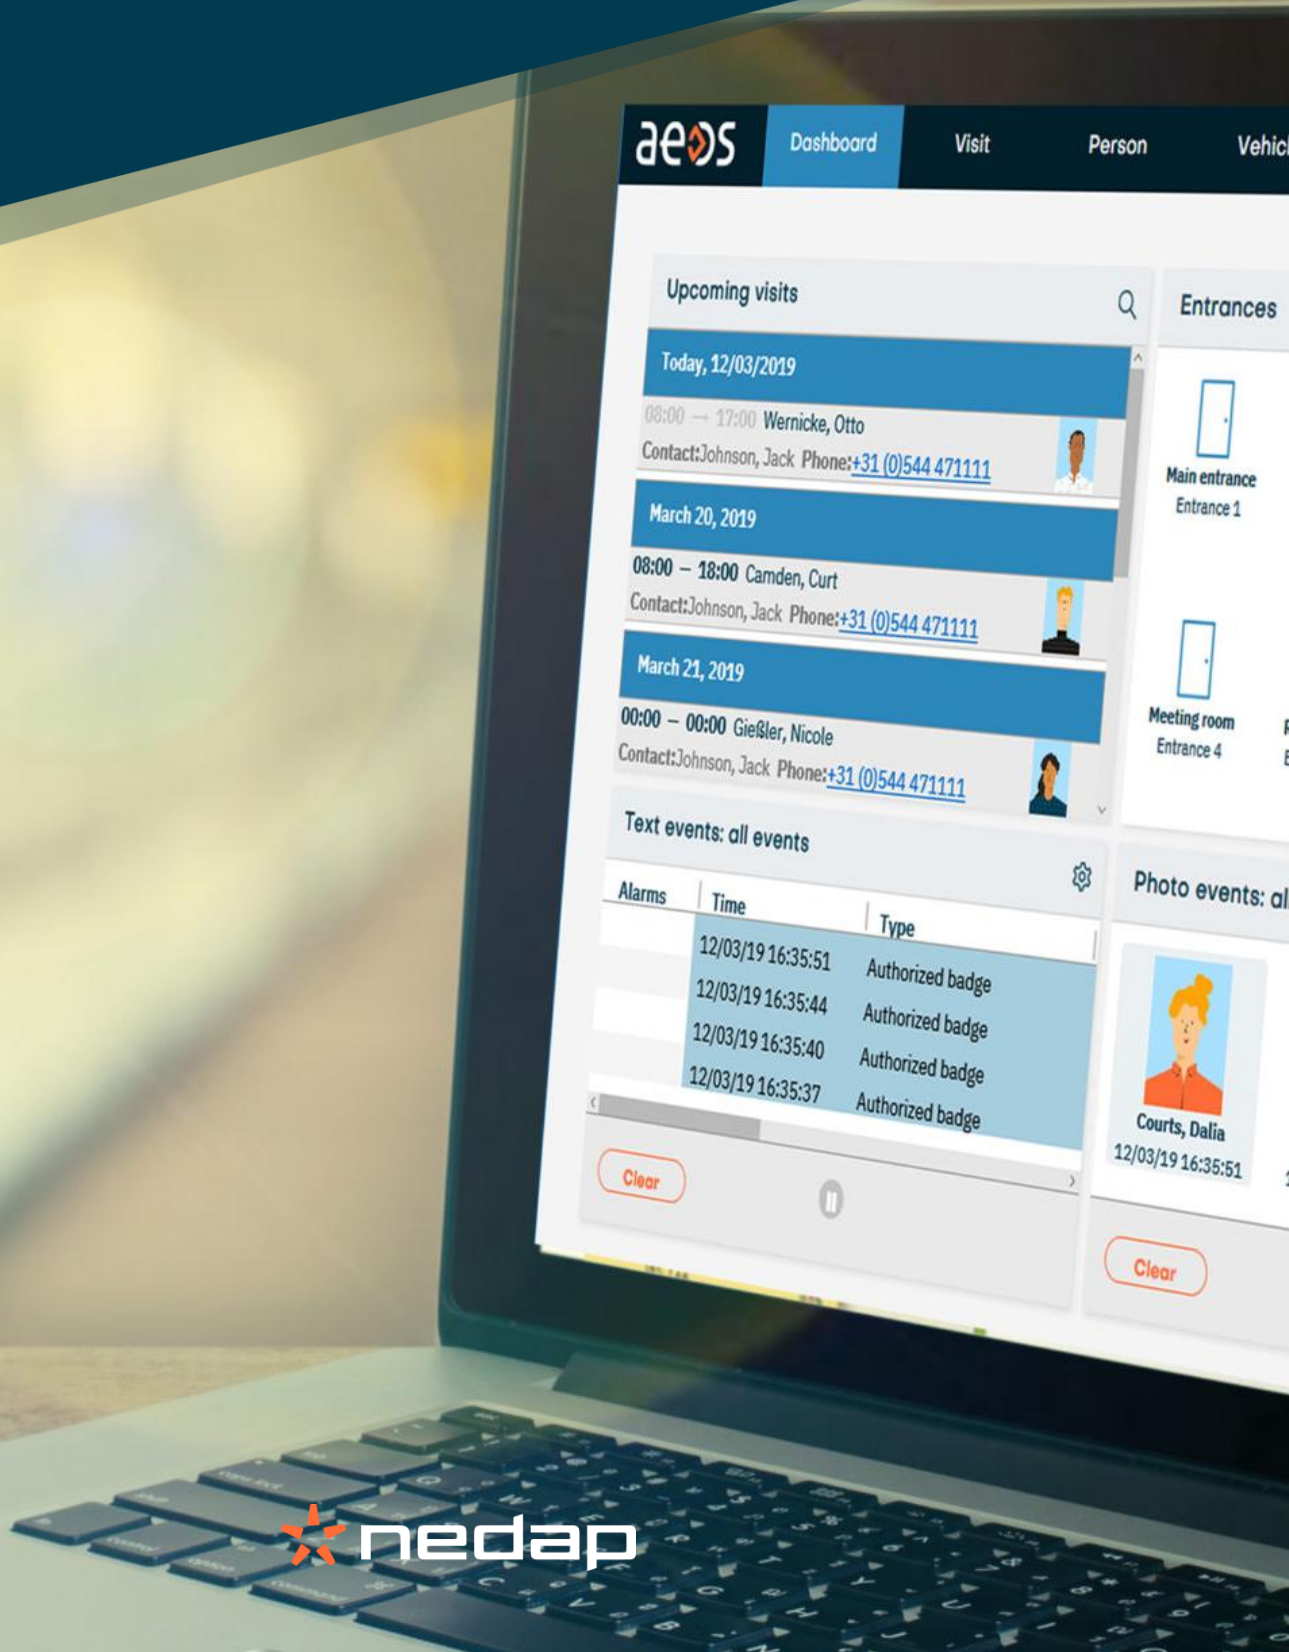 aeos
Dashboard
Visit
Person
Upcoming visits
Entrances
Today, 12/03/2019
08:00 — 17:00 Wernicke, Otto
Contact:Johnson, Jack Phone:+31 (0)544 471111
Main entrance
Entrance 1
March 20, 2019
08:00 – 18:00 Camden, Curt
Contact:Johnson, Jack Phone:+31 (0)544 471111
March 21, 2019
00:00 – 00:00 Gießler, Nicole
Contact:Johnson, Jack Phone:+31 (0)544 471111
Meeting room
Entrance 4
Text events: all events
Photo events: al
Alarms Time Type
12/03/19 16:35:51 Authorized badge
12/03/19 16:35:44 Authorized badge
12/03/19 16:35:40 Authorized badge
12/03/19 16:35:37 Authorized badge
Courts, Dalia
12/03/19 16:35:51
Clear
Clear
nedap